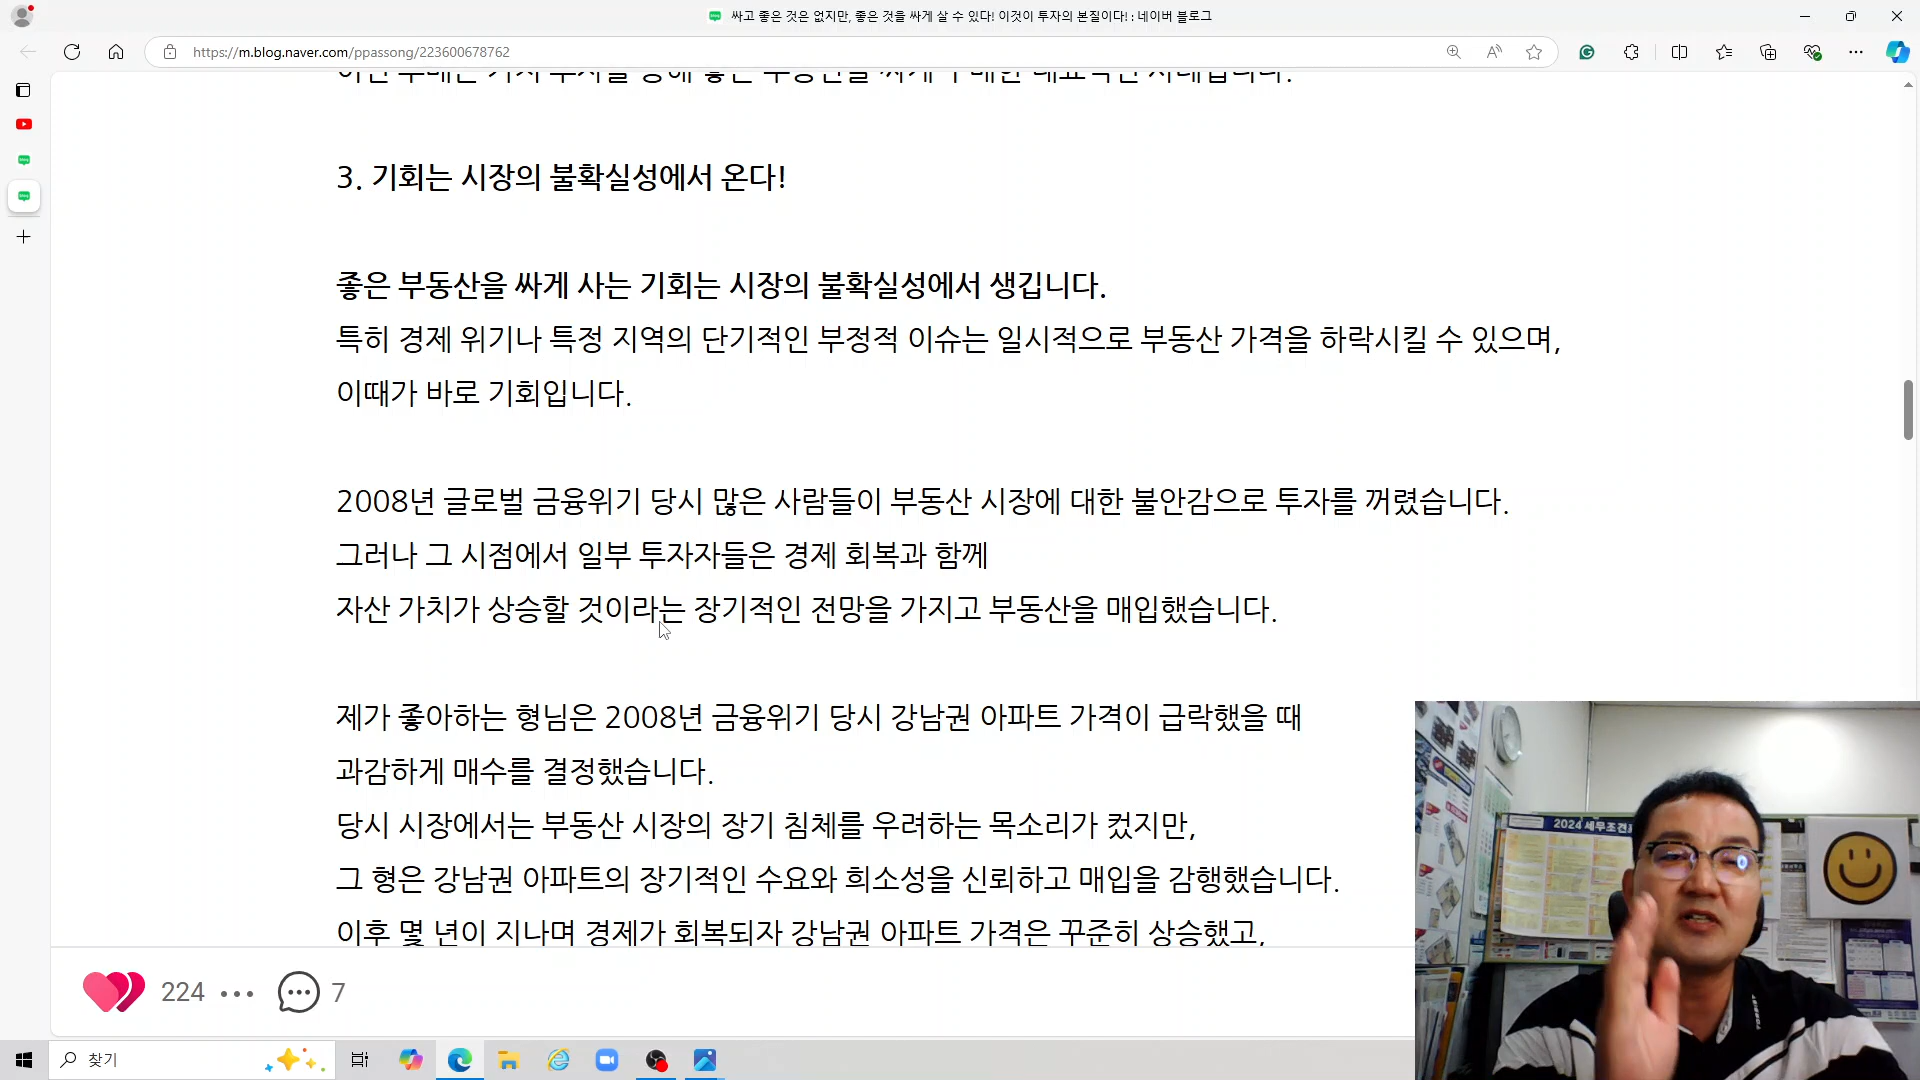 싸고 좋은 것은 없지만, 좋은 것을 싸게 살 수 있다! 이것이 투자의 본질이다! : 네이버 블로그
https://m.blog.naver.com/ppassong/223600678762
3. 기회는 시장의 불확실성에서 온다!
좋은 부동산을 싸게 사는 기회는 시장의 불확실성에서 생깁니다.
특히 경제 위기나 특정 지역의 단기적인 부정적 이슈는 일시적으로 부동산 가격을 하락시킬 수 있으며,
이때가 바로 기회입니다.
2008년 글로벌 금융위기 당시 많은 사람들이 부동산 시장에 대한 불안감으로 투자를 꺼렸습니다.
그러나 그 시점에서 일부 투자자들은 경제 회복과 함께
자산 가치가 상승할 것이라는 장기적인 전망을 가지고 부동산을 매입했습니다.
제가 좋아하는 형님은 2008년 금융위기 당시 강남권 아파트 가격이 급락했을 때
과감하게 매수를 결정했습니다.
당시 시장에서는 부동산 시장의 장기 침체를 우려하는 목소리가 컸지만,
그 형은 강남권 아파트의 장기적인 수요와 희소성을 신뢰하고 매입을 감행했습니다.
이후 몇 년이 지나며 경제가 회복되자 강남권 아파트 가격은 꾸준히 상승했고,
224 7
2024 세무조견
찾기